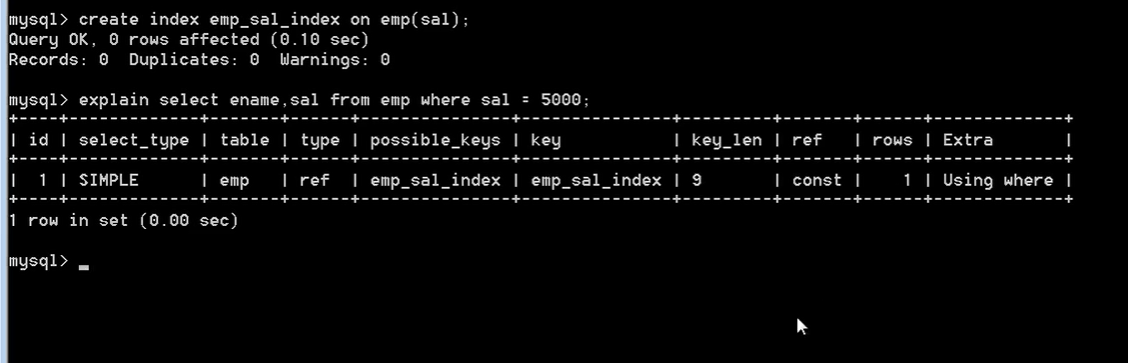 mysql> create index emp_sal_index on emp(sal);
Query OK, 0 rows affected (0.10 sec)
Records: 0  Duplicates: 0  Warnings: 0
mysql> explain select ename,sal from emp where sal = 5000;
+----+-------------+-------+------+---------------+---------------+---------+-------+------+-------------+
| id | select_type | table | type | possible_keys | key           | key_len | ref   | rows | Extra       |
+----+-------------+-------+------+---------------+---------------+---------+-------+------+-------------+
|  1 | SIMPLE      | emp   | ref  | emp_sal_index | emp_sal_index | 9       | const |    1 | Using where |
+----+-------------+-------+------+---------------+---------------+---------+-------+------+-------------+
1 row in set (0.00 sec)
mysql> _